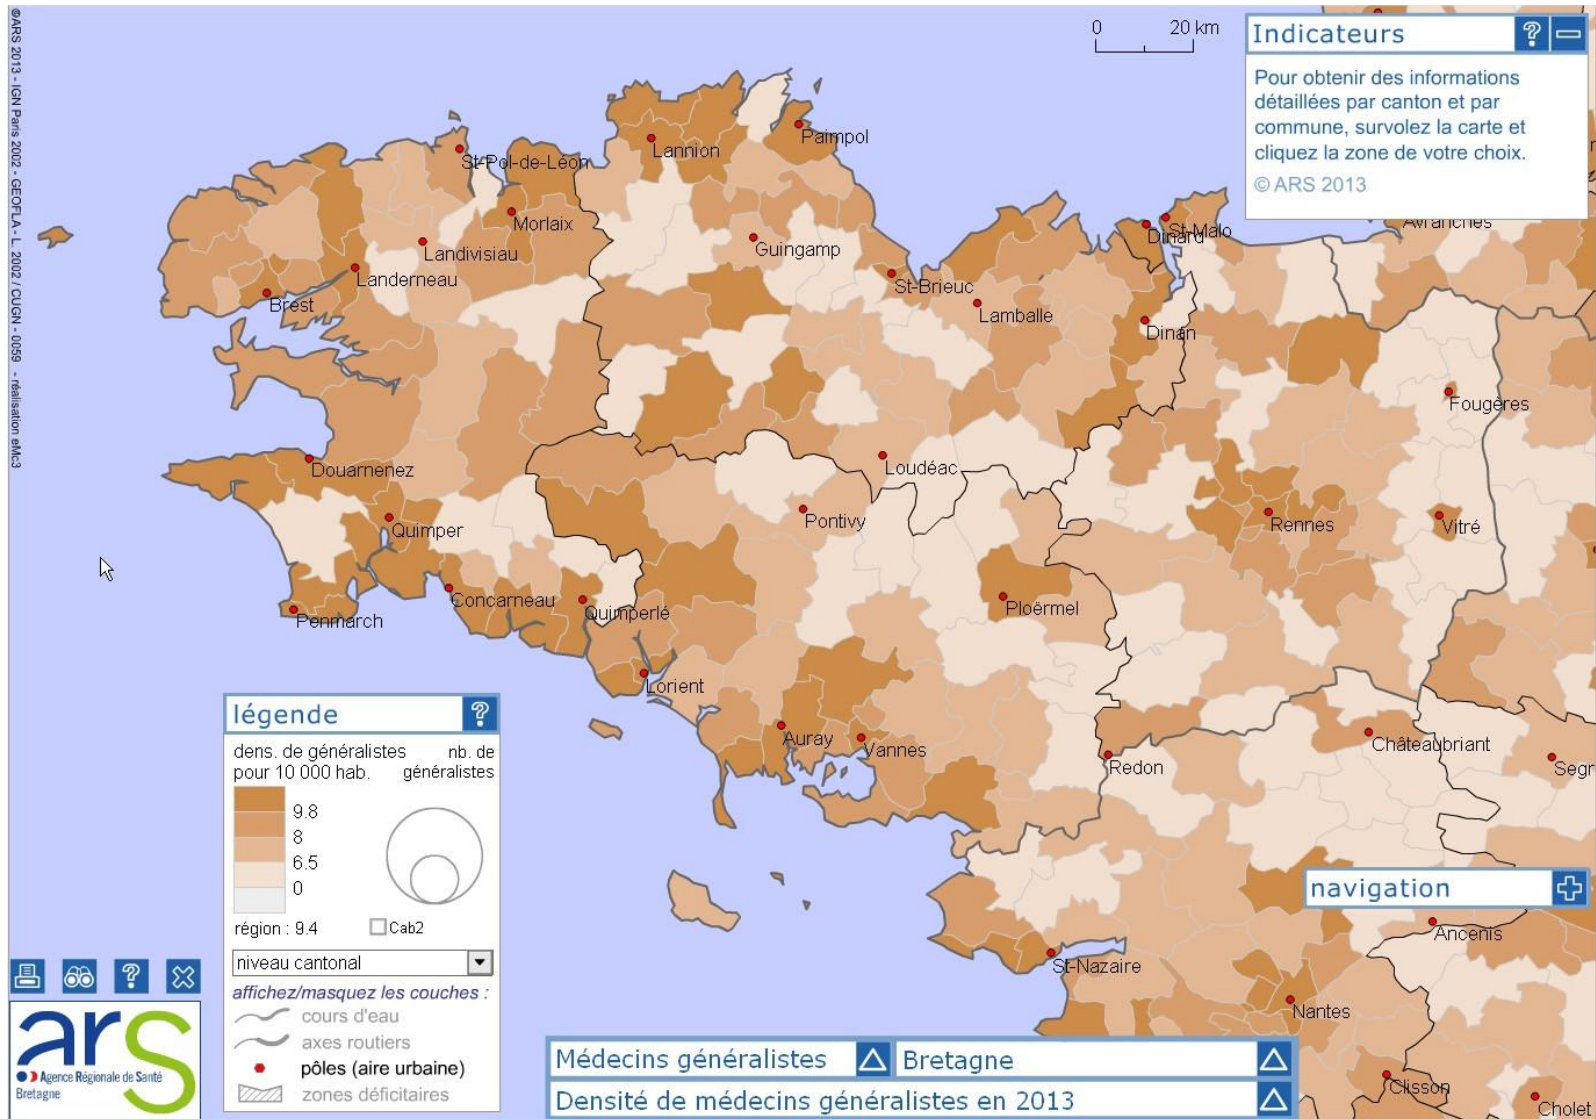 ©ARS 2013 - IGN Paris 2002 - GEOFLA - L. 2002 / CUGN - 0059 - réalisation eMc3
0 20 km
Indicateurs ?
Pour obtenir des informations
détaillées par canton et par
commune, survolez la carte et
cliquez la zone de votre choix.
© ARS 2013
Paimpol
Lannion
St-Pol-de-Léon
Morlaix
Guingamp
Landivisiau
Landerneau
Brest
St-Brieuc
Lamballe
Dinard
St-Malo
Avranches
Dinan
Fougères
Douarnenez
Loudéac
Quimper
Pontivy
Rennes
Vitré
Concarneau
Quimperlé
Ploërmel
Penmarch
Lorient
Auray
Vannes
Redon
Châteaubriant
Segr
St-Nazaire
Ancenis
Nantes
Clisson
Cholet
légende ?
dens. de généralistes
pour 10 000 hab.
nb. de
généralistes
9.8
8
6.5
0
région : 9.4
Cab2
niveau cantonal
affichez/masquez les couches :
cours d'eau
axes routiers
pôles (aire urbaine)
zones déficitaires
navigation
?
ars
Agence Régionale de Santé
Bretagne
Médecins généralistes
Bretagne
Densité de médecins généralistes en 2013